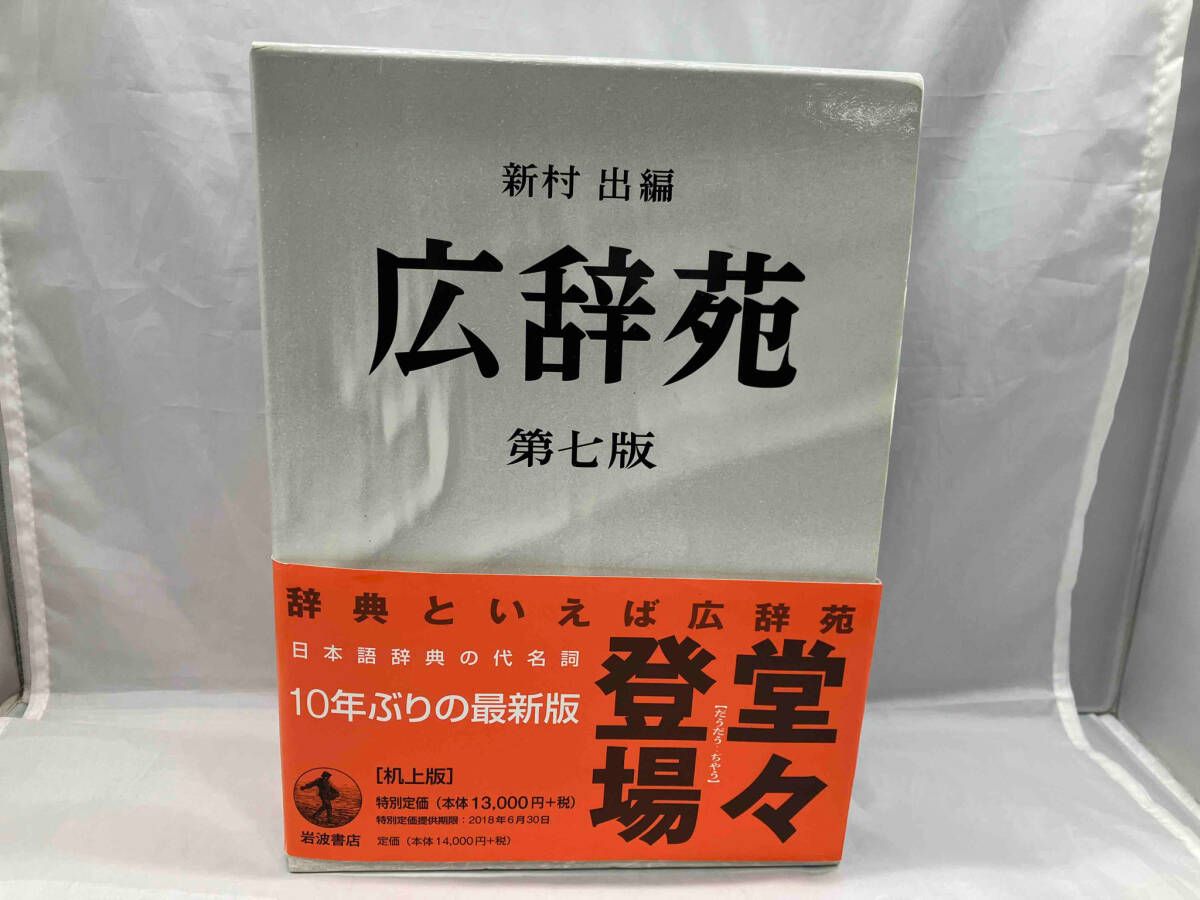 新村 出編
広辞苑
第七版
辞典といえば広辞苑
日本語辞典の代名詞
10年ぶりの最新版
堂々
登場
【だうだう‥ちやう】
[机上版]
特別定価（本体13,000円+税）
特別定価提供期限：2018年6月30日
定価（本体14,000円+税）
岩波書店